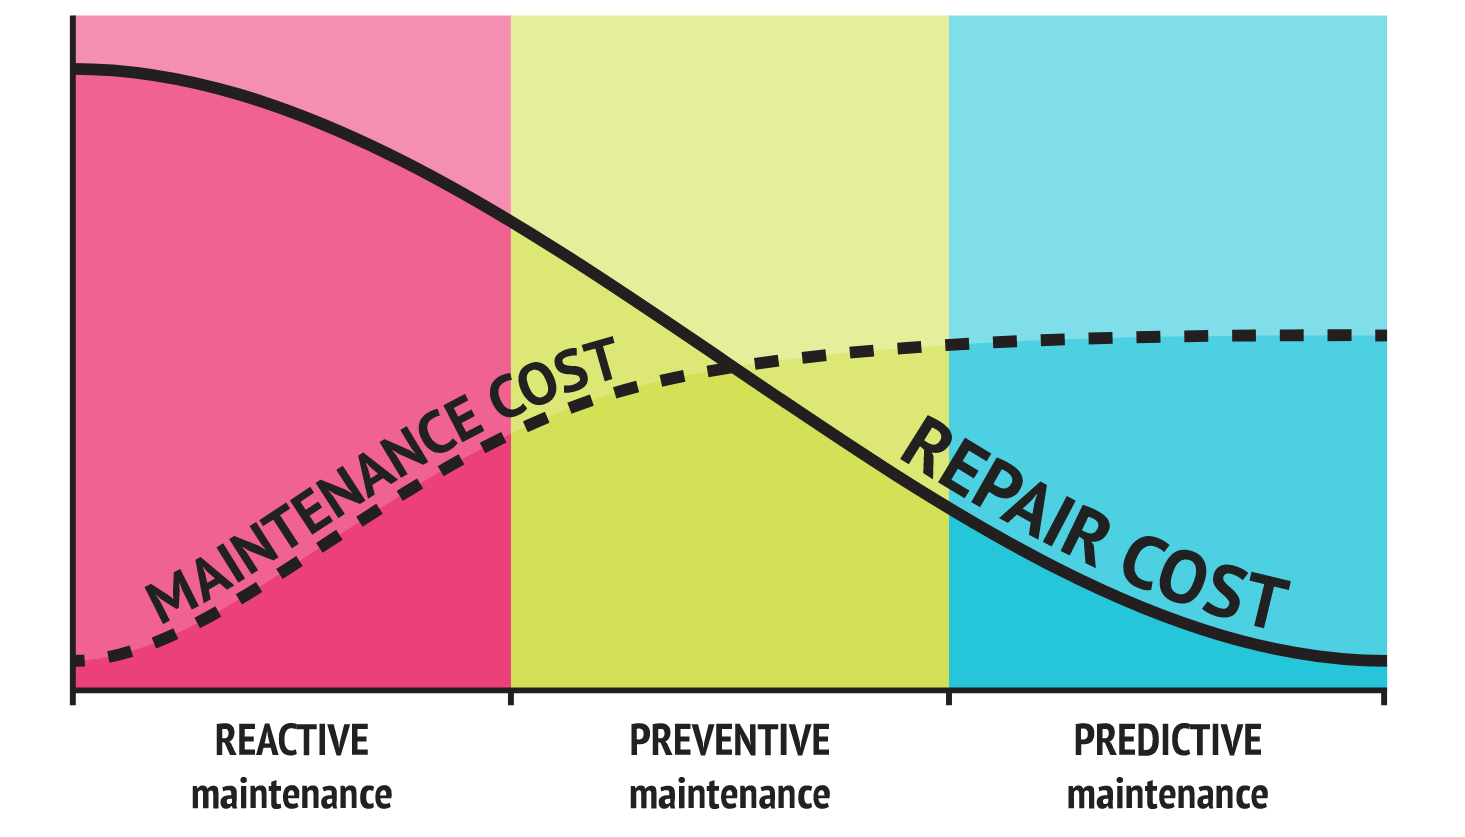 MAINTENANCE COST
REPAIR COST
REACTIVE
maintenance
PREVENTIVE
maintenance
PREDICTIVE
maintenance